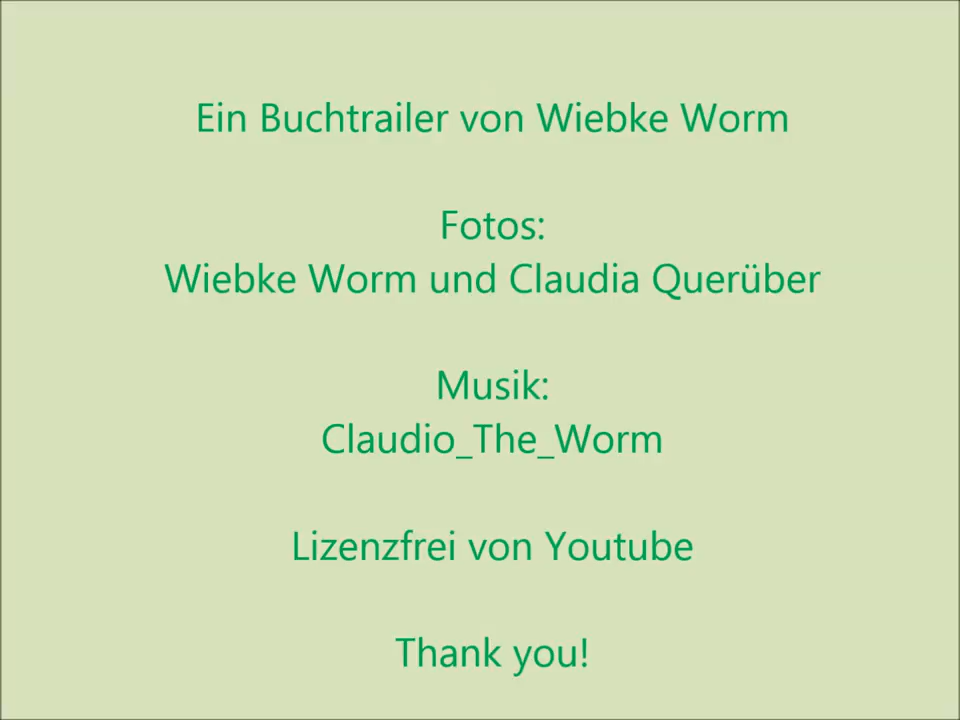 Ein Buchtrailer von Wiebke Worm
Fotos:
Wiebke Worm und Claudia Querüber
Musik:
Claudio_The_Worm
Lizenzfrei von Youtube
Thank you!